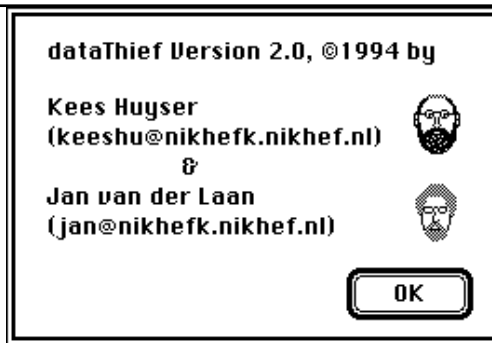 dataThief Version 2.0, ©1994 by
Kees Huyser
(keeshu@nikhefk.nikhef.nl)
&
Jan van der Laan
(jan@nikhefk.nikhef.nl)
OK